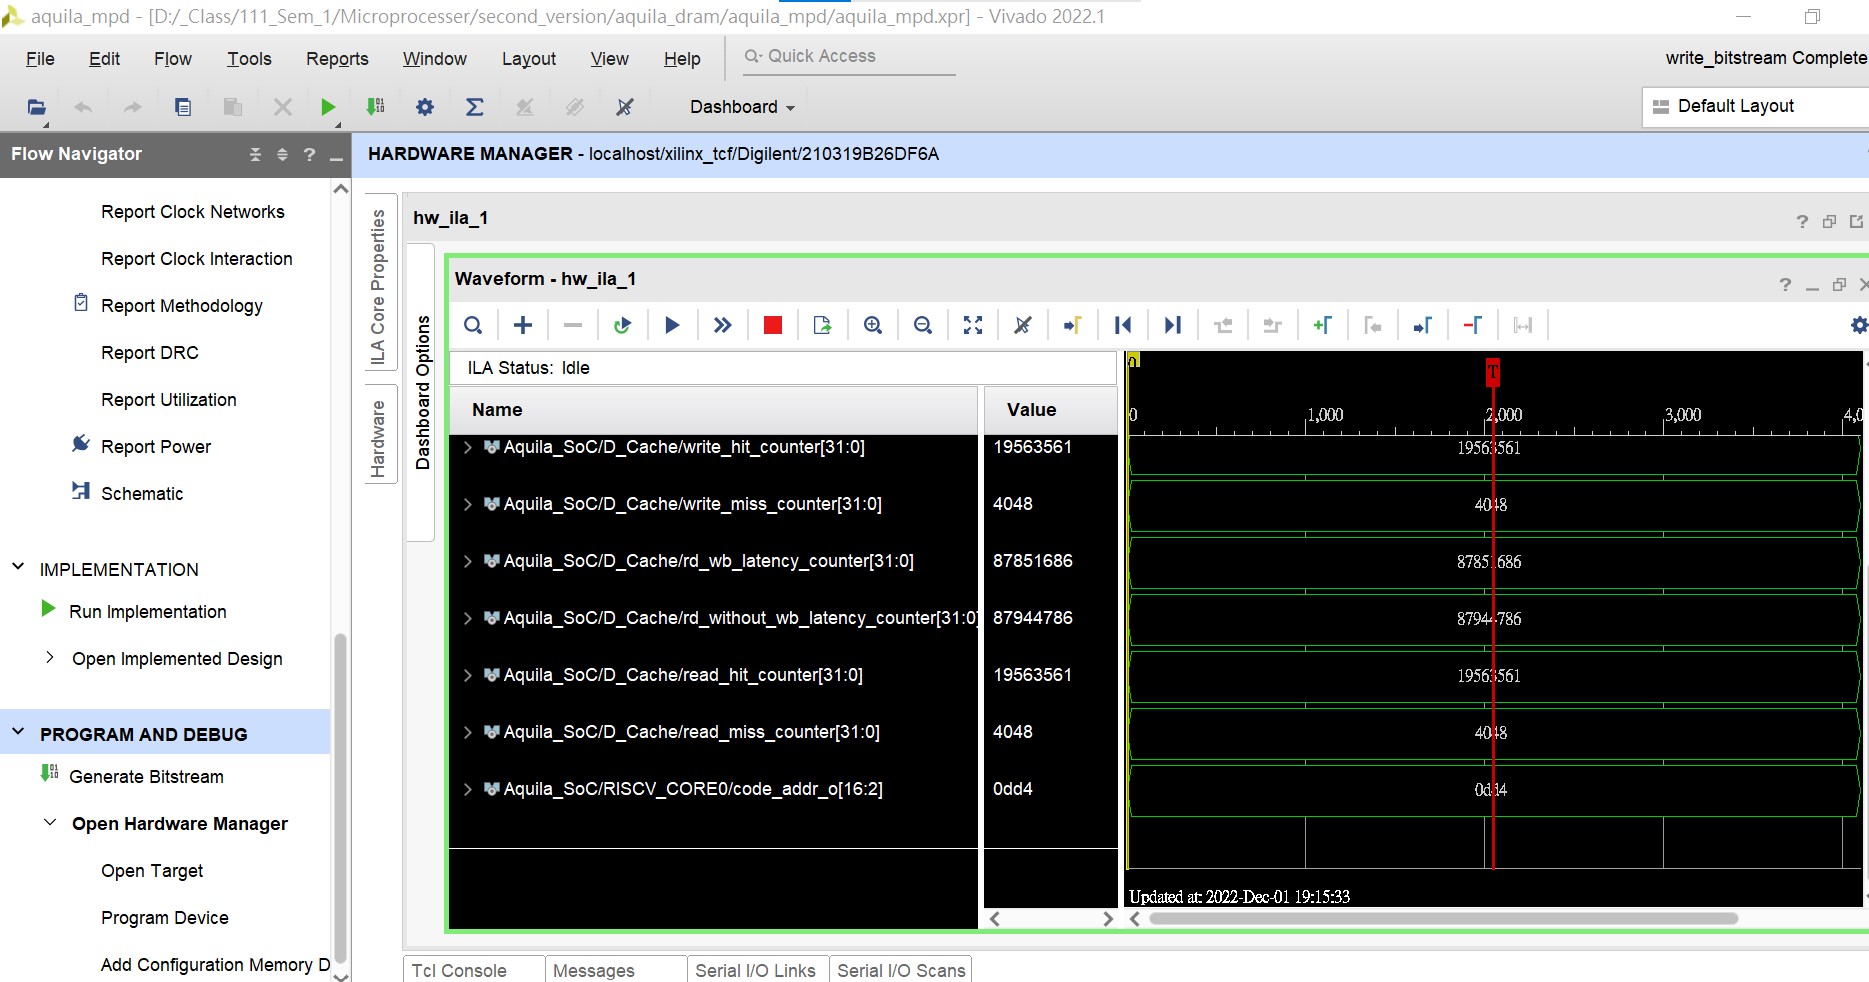 aquila_mpd - [D:/_Class/111_Sem_1/Microprocesser/second_version/aquila_dram/aquila_mpd/aquila_mpd.xpr] - Vivado 2022.1
File Edit Flow Tools Reports Window Layout View Help Quick Access
write_bitstream Complete
Dashboard
Default Layout
Flow Navigator
HARDWARE MANAGER - localhost/xilinx_tcf/Digilent/210319B26DF6A
Report Clock Networks
Report Clock Interaction
Report Methodology
Report DRC
Report Utilization
Report Power
Schematic
IMPLEMENTATION
Run Implementation
Open Implemented Design
PROGRAM AND DEBUG
Generate Bitstream
Open Hardware Manager
Open Target
Program Device
Add Configuration Memory D
ILA Core Properties
Hardware
Dashboard Options
hw_ila_1
Waveform - hw_ila_1
ILA Status: Idle
Name Value
0
0 1,000 2,000 3,000 4,0
T
Aquila_SoC/D_Cache/write_hit_counter[31:0] 19563561 19563561
Aquila_SoC/D_Cache/write_miss_counter[31:0] 4048 4048
Aquila_SoC/D_Cache/rd_wb_latency_counter[31:0] 87851686 87851686
Aquila_SoC/D_Cache/rd_without_wb_latency_counter[31:0] 87944786 87944786
Aquila_SoC/D_Cache/read_hit_counter[31:0] 19563561 19563561
Aquila_SoC/D_Cache/read_miss_counter[31:0] 4048 4048
Aquila_SoC/RISCV_CORE0/code_addr_o[16:2] 0dd4 0dd4
Updated at: 2022-Dec-01 19:15:33
Tcl Console Messages Serial I/O Links Serial I/O Scans